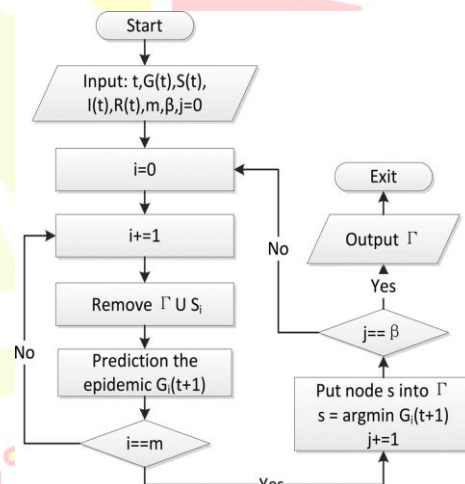 Start
Input: t,G(t),S(t),
I(t),R(t),m,β,j=0
i=0
i+=1
Remove Γ U Sᵢ
Prediction the
epidemic Gᵢ(t+1)
i==m
No
Yes
Put node s into Γ
s = argmin Gᵢ(t+1)
j+=1
j== β
No
Yes
Output Γ
Exit